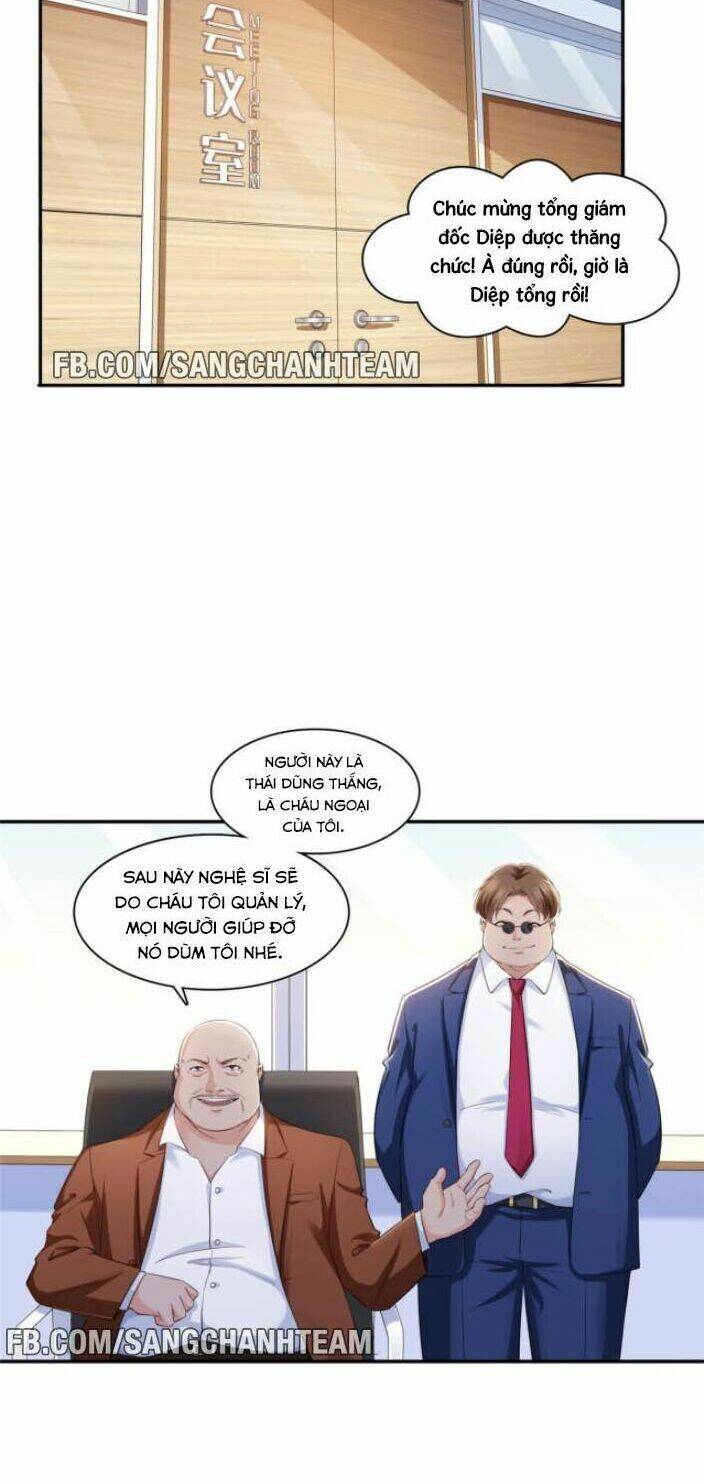 会议室
MEETING ROOM
Chúc mừng tổng giám
đốc Diệp được thăng
chức! À đúng rồi, giờ là
Diệp tổng rồi!
FB.COM/SANGCHANHTEAM
NGƯỜI NÀY LÀ
THÁI DŨNG THẮNG,
LÀ CHÁU NGOẠI
CỦA TÔI.
SAU NÀY NGHỆ SĨ SẼ
DO CHÁU TÔI QUẢN LÝ,
MỌI NGƯỜI GIÚP ĐỠ
NÓ DÙM TÔI NHÉ.
FB.COM/SANGCHANHTEAM